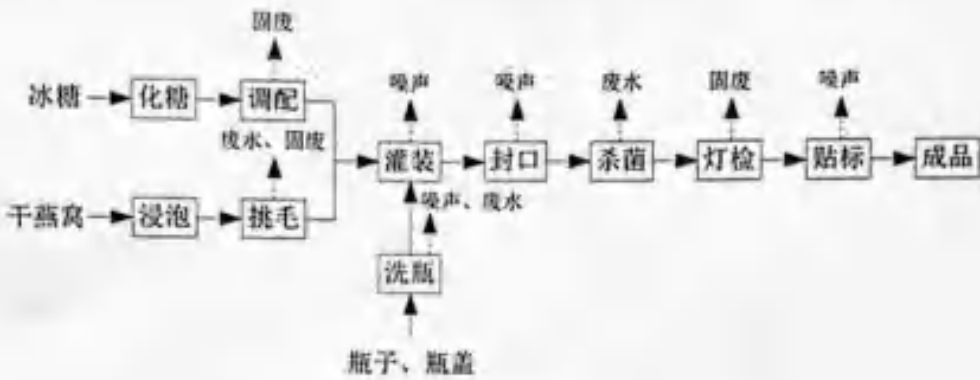 固废
噪声 噪声 废水 固废 噪声
冰糖 化糖 调配
废水、固废
灌装 封口 杀菌 灯检 贴标 成品
干燕窝 浸泡 挑毛
噪声、废水
洗瓶
瓶子、瓶盖